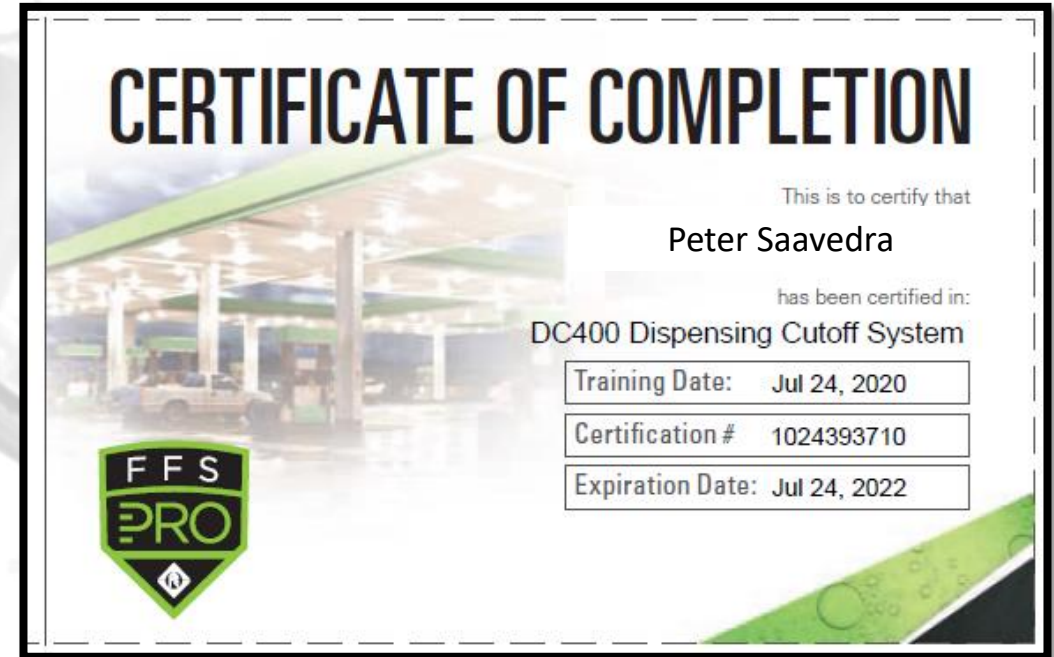 CERTIFICATE OF COMPLETION
This is to certify that
Peter Saavedra
has been certified in:
DC400 Dispensing Cutoff System
Training Date: Jul 24, 2020
Certification # 1024393710
Expiration Date: Jul 24, 2022
FFS
PRO